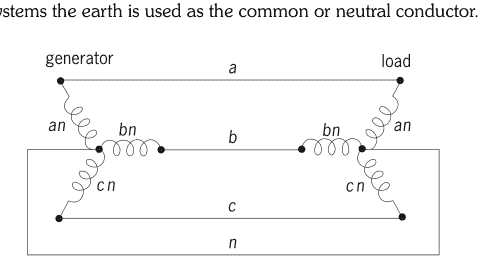 ystems the earth is used as the common or neutral conductor.
generator load
a
an bn b bn an
cn cn
c
n